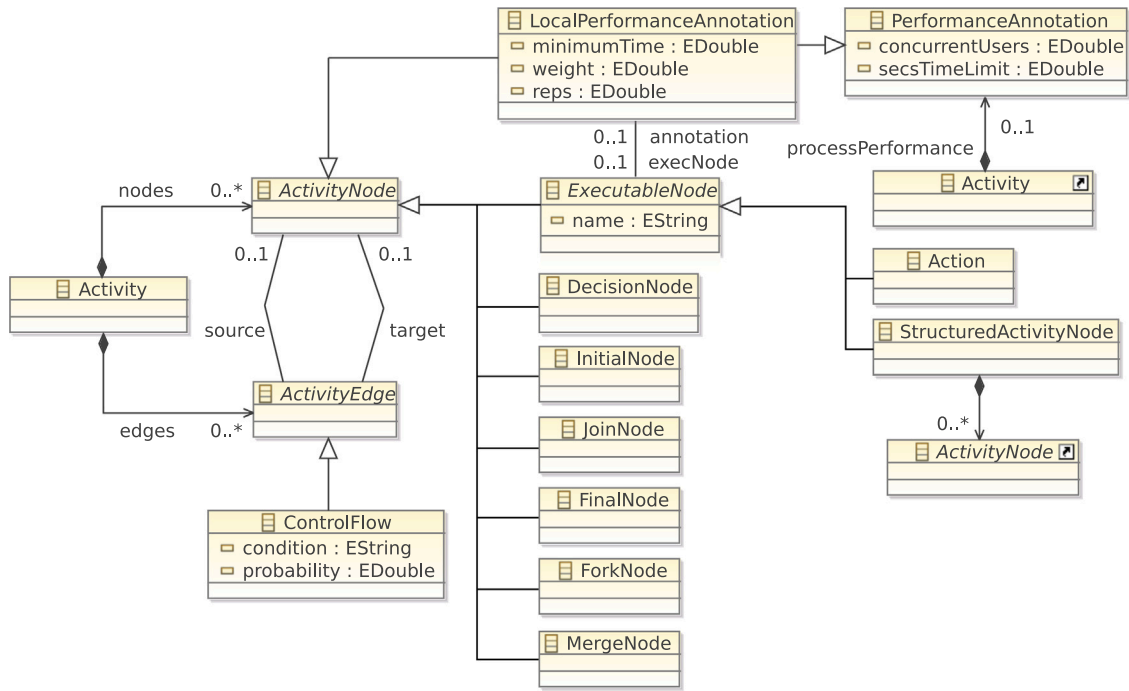 LocalPerformanceAnnotation
minimumTime : EDouble
weight : EDouble
reps : EDouble
PerformanceAnnotation
concurrentUsers : EDouble
secsTimeLimit : EDouble
0..1 annotation
0..1 execNode
0..1
processPerformance
Activity
nodes 0..*
ActivityNode
ExecutableNode
name : EString
0..1 0..1
Action
Activity
DecisionNode
source target
StructuredActivityNode
InitialNode
ActivityEdge
edges 0..*
JoinNode
0..*
ActivityNode
FinalNode
ControlFlow
condition : EString
probability : EDouble
ForkNode
MergeNode